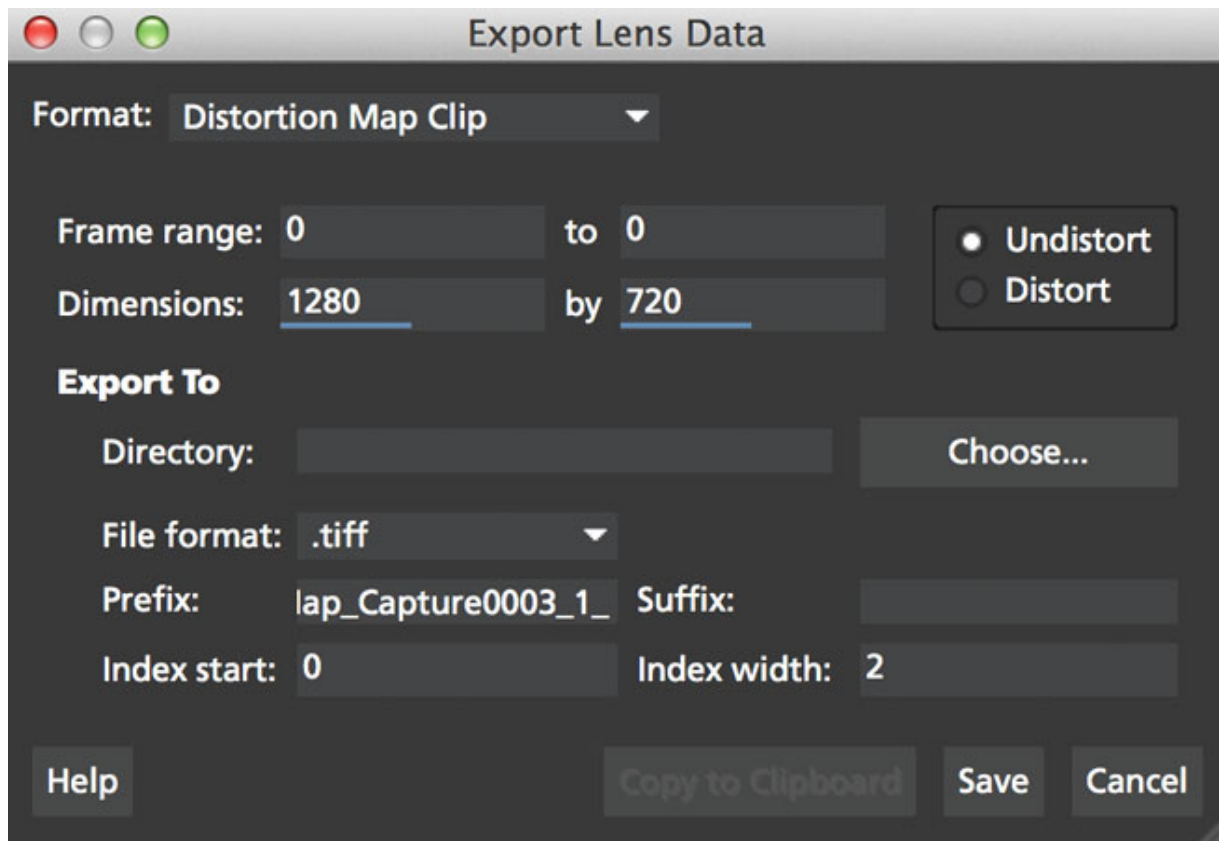 Export Lens Data
Format: Distortion Map Clip
Frame range: 0 to 0
Undistort
Dimensions: 1280 by 720
Distort
Export To
Directory: Choose...
File format: .tiff
Prefix: lap_Capture0003_1_ Suffix:
Index start: 0 Index width: 2
Help Copy to Clipboard Save Cancel